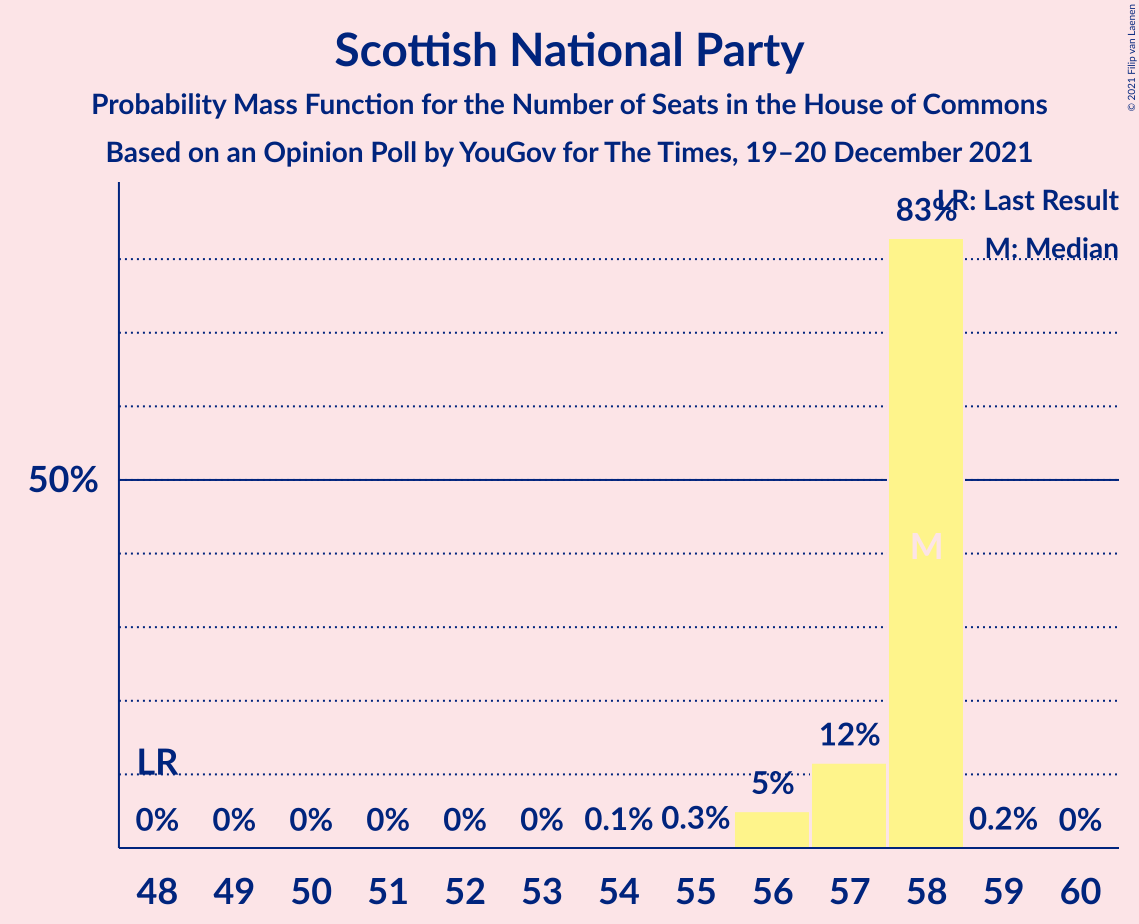 Scottish National Party
Probability Mass Function for the Number of Seats in the House of Commons
Based on an Opinion Poll by YouGov for The Times, 19–20 December 2021
© 2021 Filip van Laenen
LR: Last Result
M: Median
83%
50%
M
12%
LR
5%
0% 0% 0% 0% 0% 0% 0.1% 0.3% 0.2% 0%
48 49 50 51 52 53 54 55 56 57 58 59 60